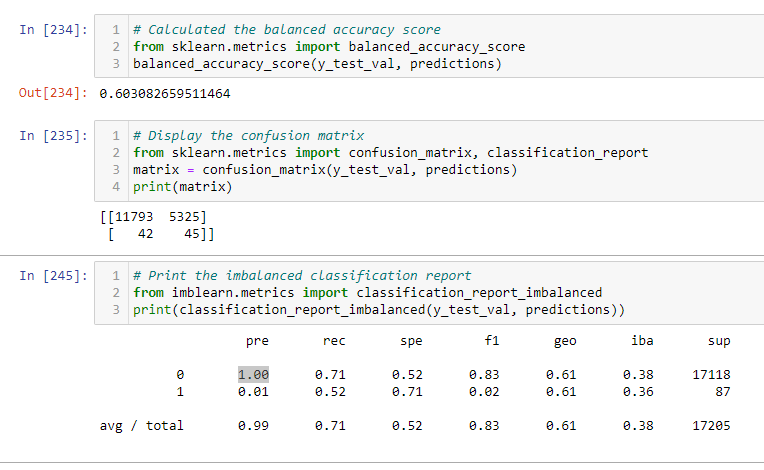 In [234]: 1 # Calculated the balanced accuracy score
2 from sklearn.metrics import balanced_accuracy_score
3 balanced_accuracy_score(y_test_val, predictions)
Out[234]: 0.603082659511464
In [235]: 1 # Display the confusion matrix
2 from sklearn.metrics import confusion_matrix, classification_report
3 matrix = confusion_matrix(y_test_val, predictions)
4 print(matrix)
[[11793 5325]
[ 42 45]]
In [245]: 1 # Print the imbalanced classification report
2 from imblearn.metrics import classification_report_imbalanced
3 print(classification_report_imbalanced(y_test_val, predictions))
pre rec spe f1 geo iba sup
0 1.00 0.71 0.52 0.83 0.61 0.38 17118
1 0.01 0.52 0.71 0.02 0.61 0.36 87
avg / total 0.99 0.71 0.52 0.83 0.61 0.38 17205